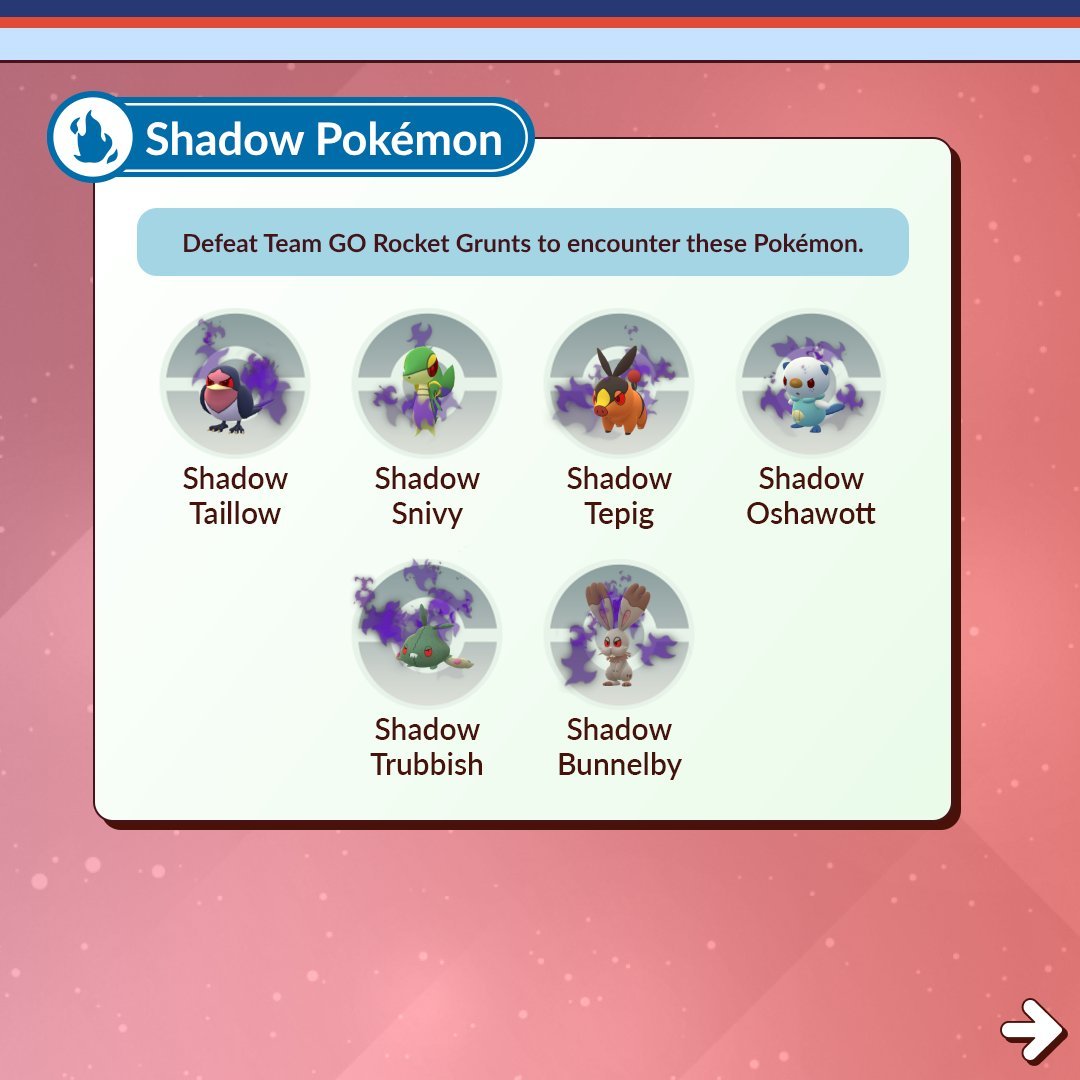 Shadow Pokémon
Defeat Team GO Rocket Grunts to encounter these Pokémon.
Shadow
Taillow
Shadow
Snivy
Shadow
Tepig
Shadow
Oshawott
Shadow
Trubbish
Shadow
Bunnelby